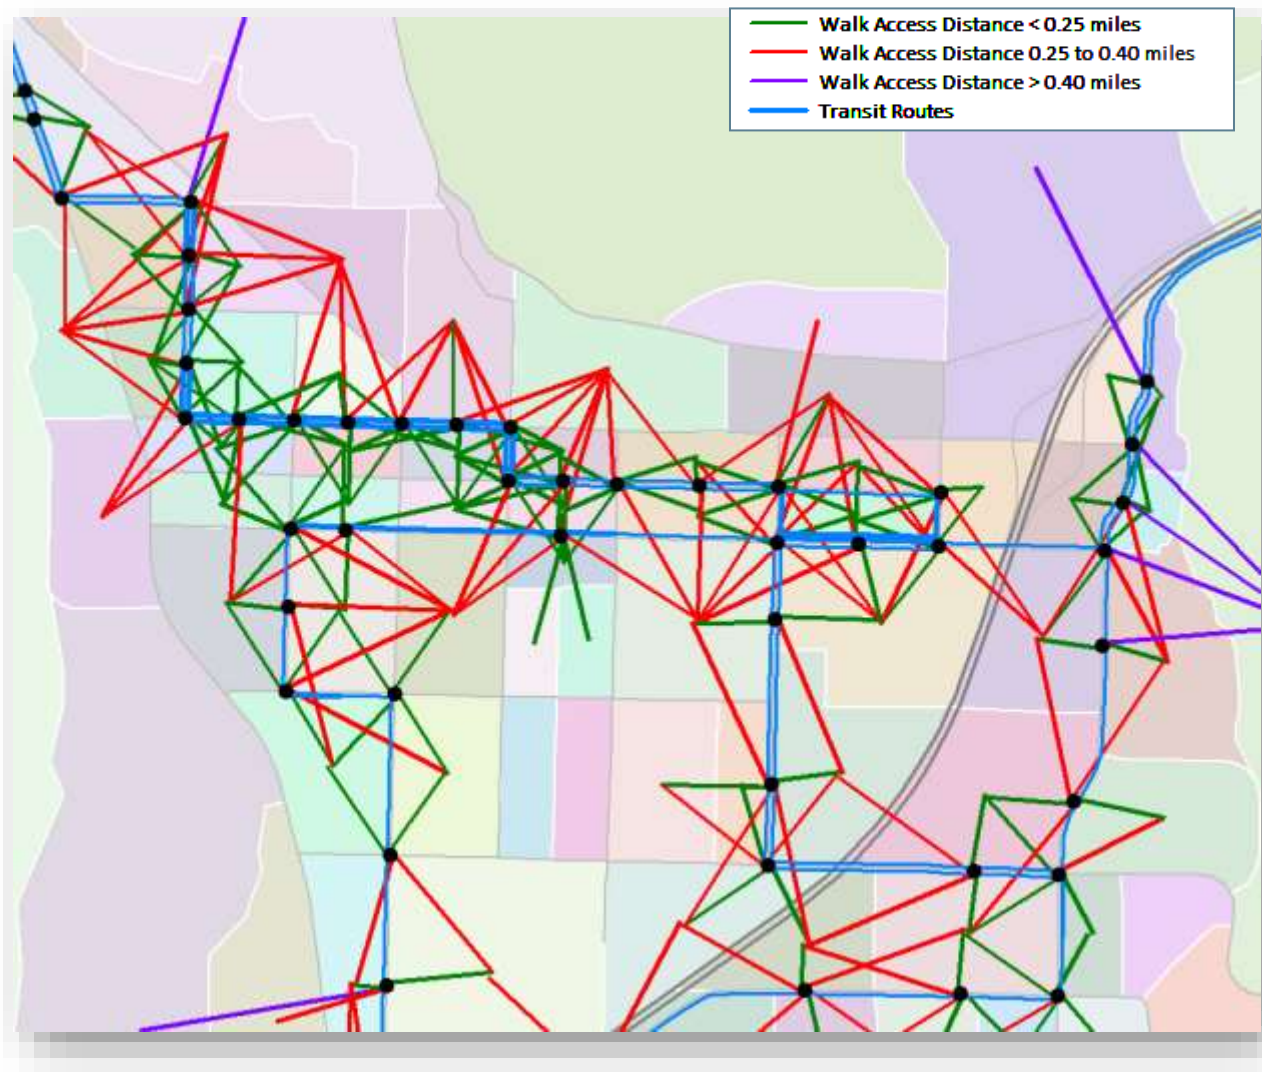 Walk Access Distance < 0.25 miles
Walk Access Distance 0.25 to 0.40 miles
Walk Access Distance > 0.40 miles
Transit Routes